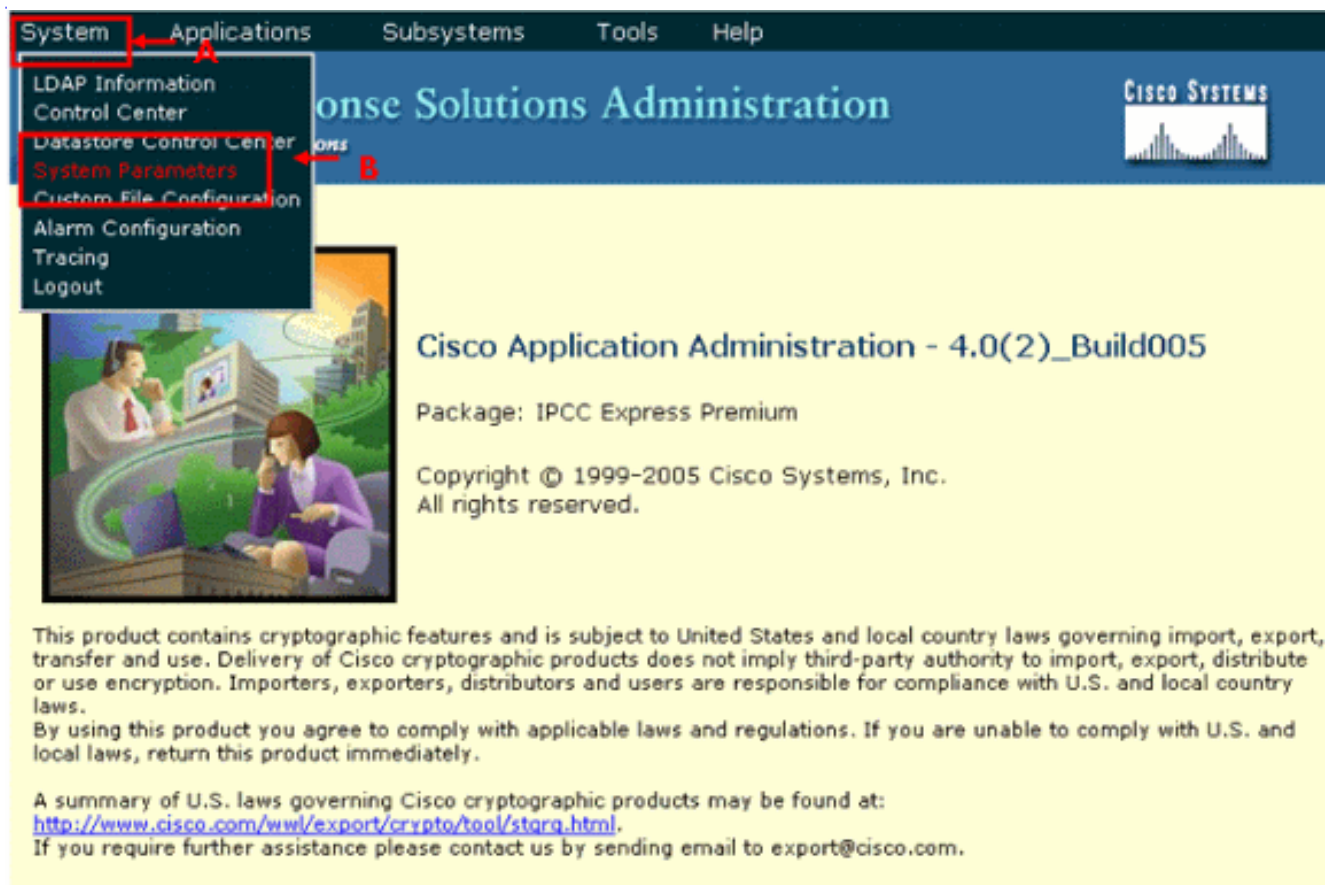 System Applications Subsystems Tools Help
A
LDAP Information
Control Center
Datastore Control Center
System Parameters
Custom File Configuration
Alarm Configuration
Tracing
Logout
B
onse Solutions Administration
ons
CISCO SYSTEMS
Cisco Application Administration - 4.0(2)_Build005
Package: IPCC Express Premium
Copyright © 1999-2005 Cisco Systems, Inc.
All rights reserved.
This product contains cryptographic features and is subject to United States and local country laws governing import, export,
transfer and use. Delivery of Cisco cryptographic products does not imply third-party authority to import, export, distribute
or use encryption. Importers, exporters, distributors and users are responsible for compliance with U.S. and local country
laws.
By using this product you agree to comply with applicable laws and regulations. If you are unable to comply with U.S. and
local laws, return this product immediately.
A summary of U.S. laws governing Cisco cryptographic products may be found at:
http://www.cisco.com/wwl/export/crypto/tool/stqrg.html.
If you require further assistance please contact us by sending email to export@cisco.com.